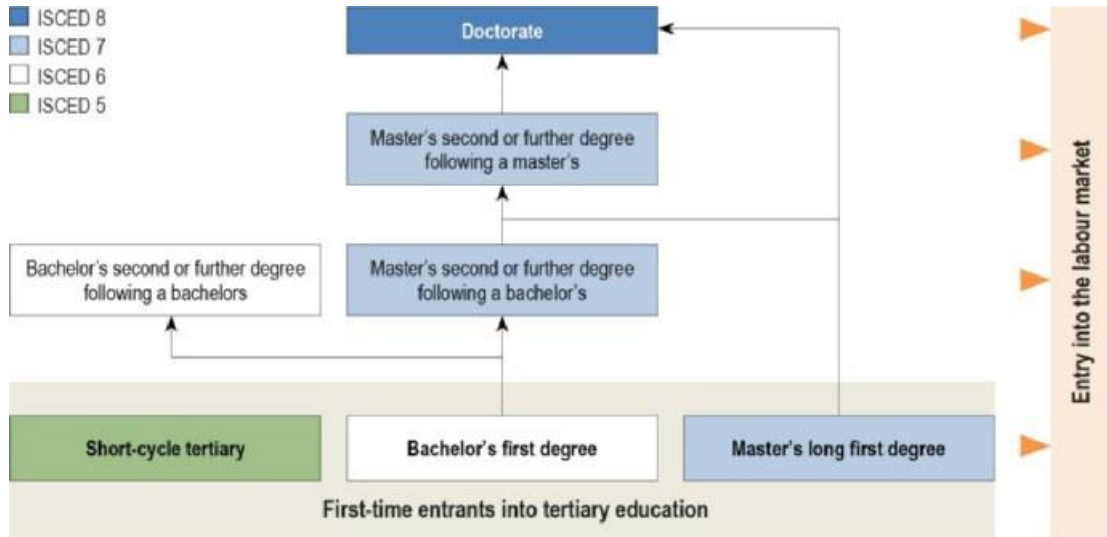 ISCED 8
ISCED 7
ISCED 6
ISCED 5
Doctorate
Master's second or further degree
following a master's
Bachelor's second or further degree
following a bachelors
Master's second or further degree
following a bachelor's
Short-cycle tertiary
Bachelor's first degree
Master's long first degree
First-time entrants into tertiary education
Entry into the labour market